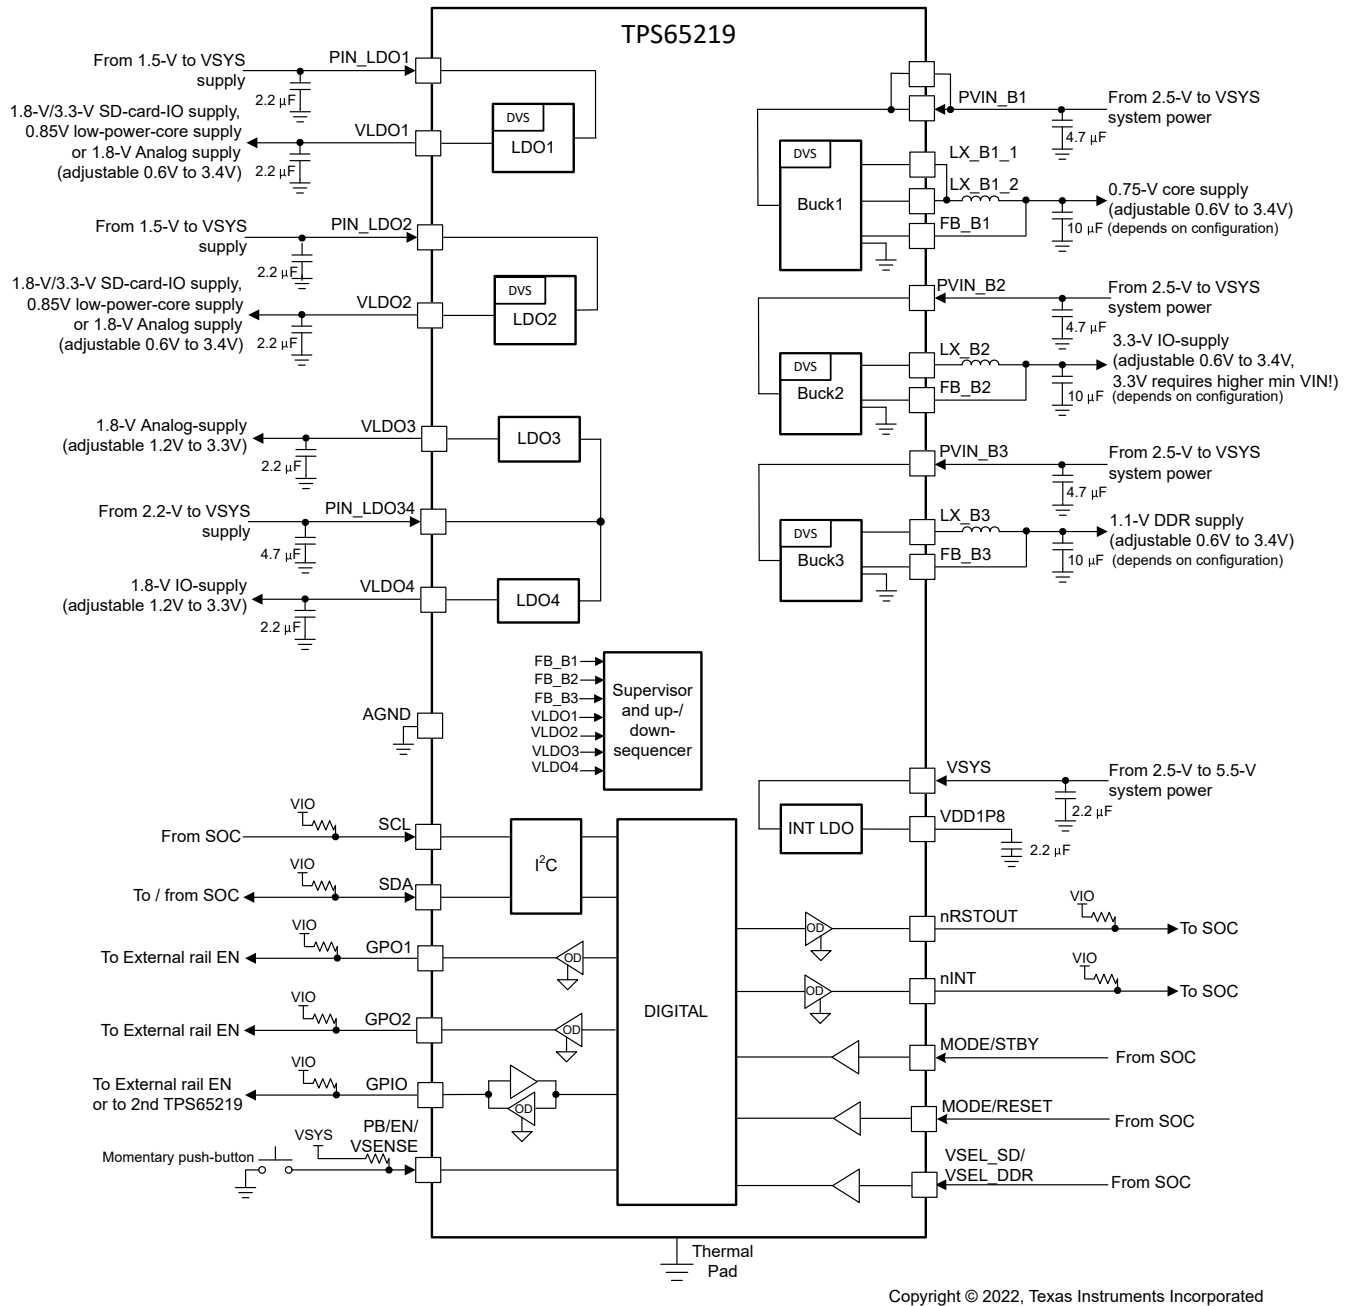 TPS65219
From 1.5-V to VSYS
supply
PIN_LDO1
2.2 µF
1.8-V/3.3-V SD-card-IO supply,
0.85V low-power-core supply
or 1.8-V Analog supply
(adjustable 0.6V to 3.4V)
VLDO1
2.2 µF
DVS
LDO1
From 1.5-V to VSYS
supply
PIN_LDO2
2.2 µF
1.8-V/3.3-V SD-card-IO supply,
0.85V low-power-core supply
or 1.8-V Analog supply
(adjustable 0.6V to 3.4V)
VLDO2
2.2 µF
DVS
LDO2
1.8-V Analog-supply
(adjustable 1.2V to 3.3V)
VLDO3
2.2 µF
LDO3
From 2.2-V to VSYS
supply
PIN_LDO34
4.7 µF
1.8-V IO-supply
(adjustable 1.2V to 3.3V)
VLDO4
2.2 µF
LDO4
PVIN_B1
From 2.5-V to VSYS
system power
4.7 µF
DVS
Buck1
LX_B1_1
LX_B1_2
FB_B1
0.75-V core supply
(adjustable 0.6V to 3.4V)
(depends on configuration)
10 µF
PVIN_B2
From 2.5-V to VSYS
system power
4.7 µF
DVS
Buck2
LX_B2
FB_B2
3.3-V IO-supply
(adjustable 0.6V to 3.4V,
3.3V requires higher min VIN!)
(depends on configuration)
10 µF
PVIN_B3
From 2.5-V to VSYS
system power
4.7 µF
DVS
Buck3
LX_B3
FB_B3
1.1-V DDR supply
(adjustable 0.6V to 3.4V)
(depends on configuration)
10 µF
FB_B1
FB_B2
FB_B3
VLDO1
VLDO2
VLDO3
VLDO4
Supervisor
and up-/
down-
sequencer
AGND
VSYS
From 2.5-V to 5.5-V
system power
2.2 µF
INT LDO
VDD1P8
2.2 µF
From SOC
VIO
SCL
To / from SOC
VIO
SDA
I2C
To External rail EN
VIO
GPO1
OD
To External rail EN
VIO
GPO2
OD
To External rail EN
or to 2nd TPS65219
VIO
GPIO
OD
Momentary push-button
VSYS
PB/EN/
VSENSE
DIGITAL
OD
nRSTOUT
VIO
To SOC
OD
nINT
VIO
To SOC
MODE/STBY
From SOC
MODE/RESET
From SOC
VSEL_SD/
VSEL_DDR
From SOC
Thermal
Pad
Copyright © 2022, Texas Instruments Incorporated